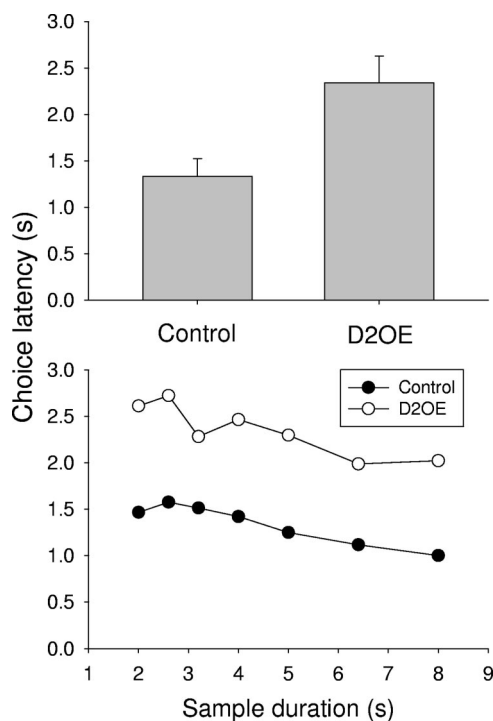 3.0
2.5
2.0
1.5
1.0
0.5
0.0
Control D2OE
Choice latency (s)
3.0
2.5
2.0
1.5
1.0
0.5
0.0
Control
D2OE
1 2 3 4 5 6 7 8 9
Sample duration (s)